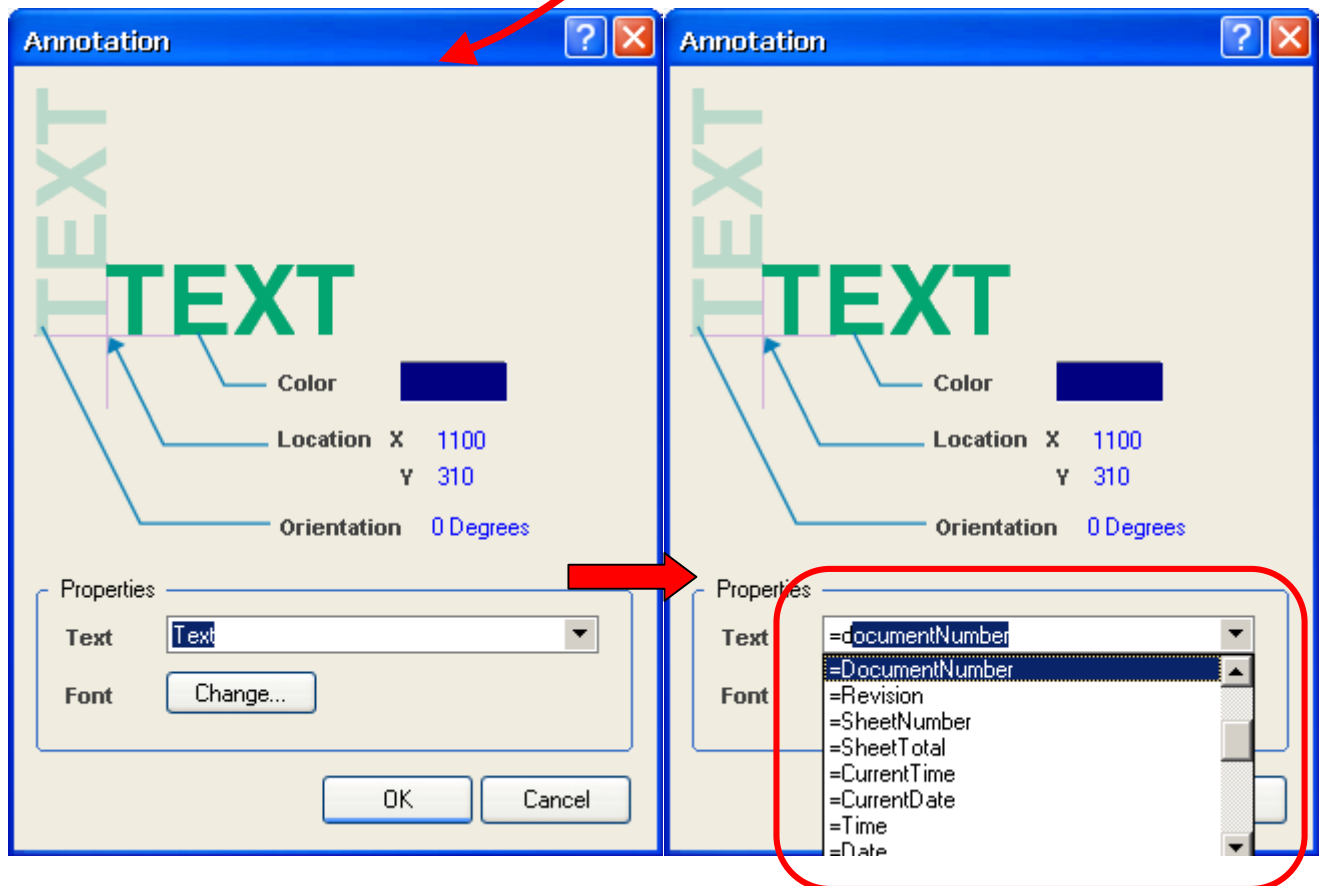 Annotation
TEXT
TEXT
Color
Location X 1100
Y 310
Orientation 0 Degrees
Properties
Text Text
Font Change...
OK Cancel
Annotation
TEXT
TEXT
Color
Location X 1100
Y 310
Orientation 0 Degrees
Properties
Text =documentNumber
Font
=DocumentNumber
=Revision
=SheetNumber
=SheetTotal
=CurrentTime
=CurrentDate
=Time
=Date